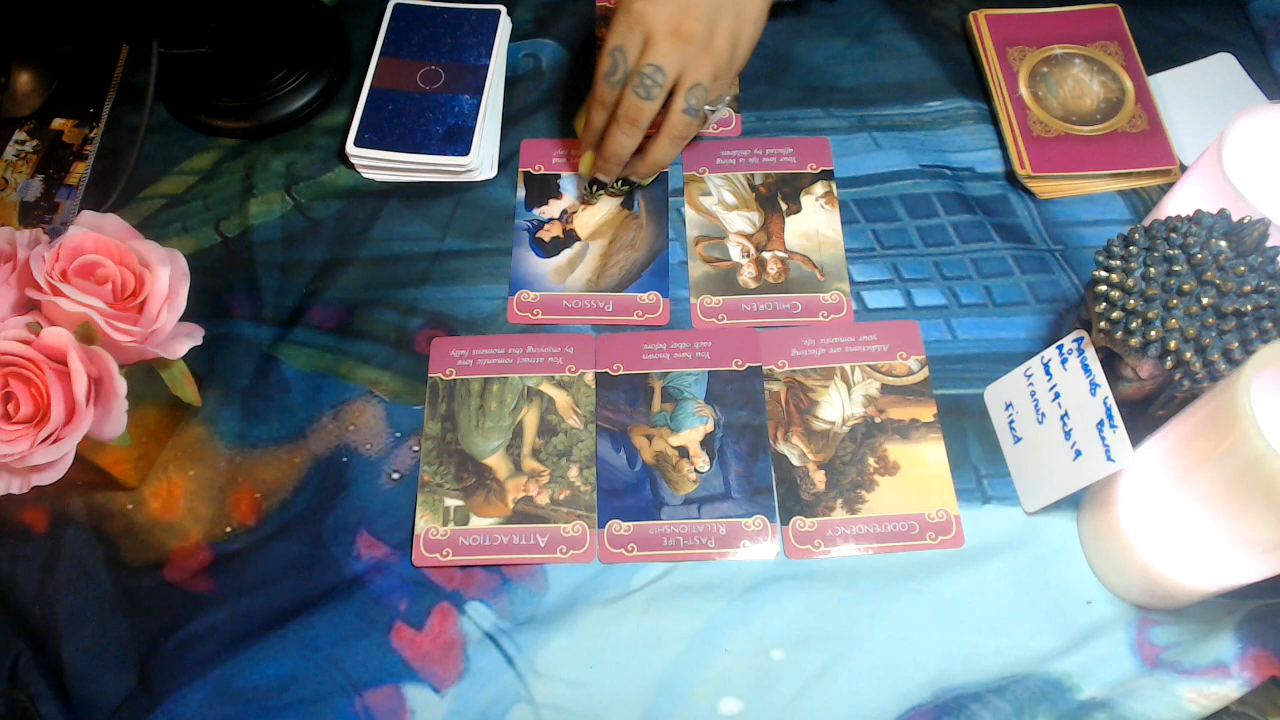 Your love life is being
affected by children.
PASSION
CHILDREN
You attract romantic love
by enjoying this moment fully.
You have known
each other before.
Addictions are affecting
your romantic life.
ATTRACTION
PAST-LIFE
RELATIONSHIP
CODEPENDENCY
Bearer
Air
Jan 19-Feb 19
Uranus
Fixed